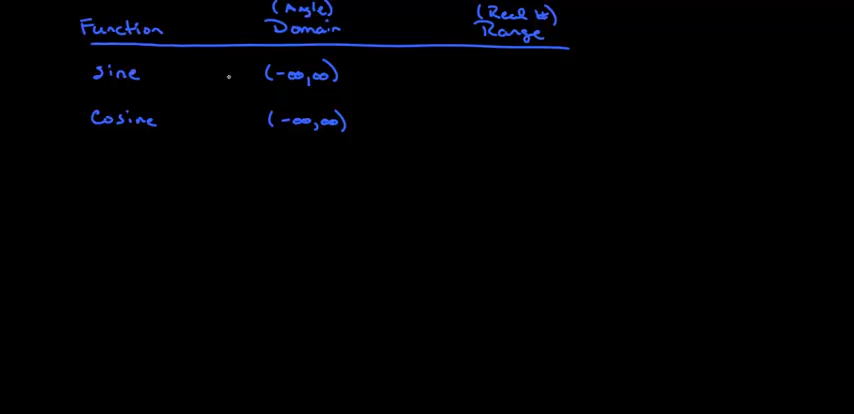 (Angle) (Real #)
Function Domain Range
sine (-∞,∞)
Cosine (-∞,∞)